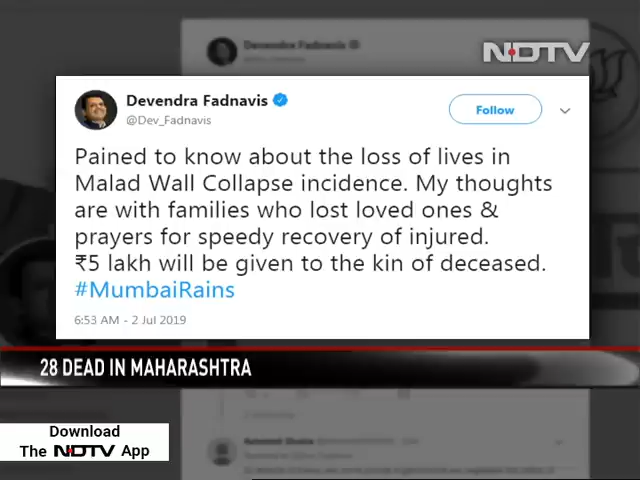 Devendra Fadnavis
NDTV
Devendra Fadnavis
@Dev_Fadnavis
Follow
Pained to know about the loss of lives in
Malad Wall Collapse incidence. My thoughts
are with families who lost loved ones &
prayers for speedy recovery of injured.
₹5 lakh will be given to the kin of deceased.
#MumbaiRains
6:53 AM - 2 Jul 2019
28 DEAD IN MAHARASHTRA
Download
The NDTV App